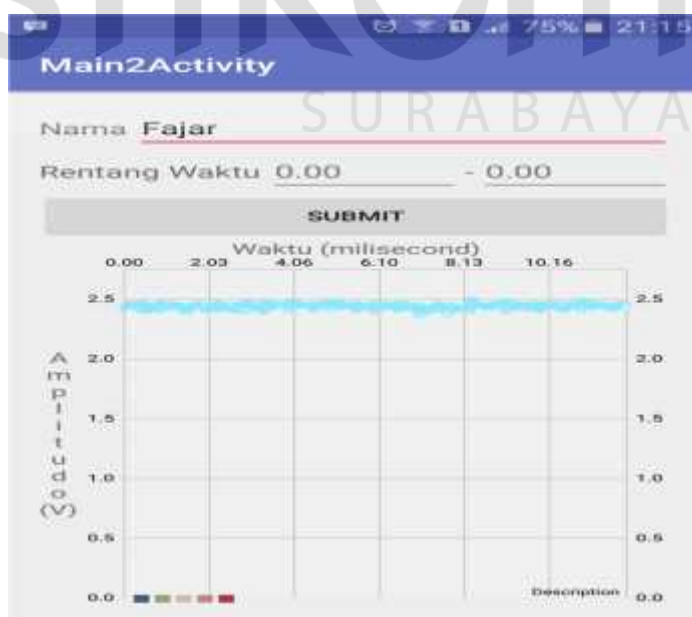 SURABAYA
75% 21:15
Main2Activity
Nama Fajar
Rentang Waktu 0.00 - 0.00
SUBMIT
Waktu (milisecond)
0.00 2.03 4.06 6.10 8.13 10.16
2.5 2.5
2.0 2.0
1.5 1.5
1.0 1.0
0.5 0.5
0.0 0.0
Amplitudo
(V)
Description